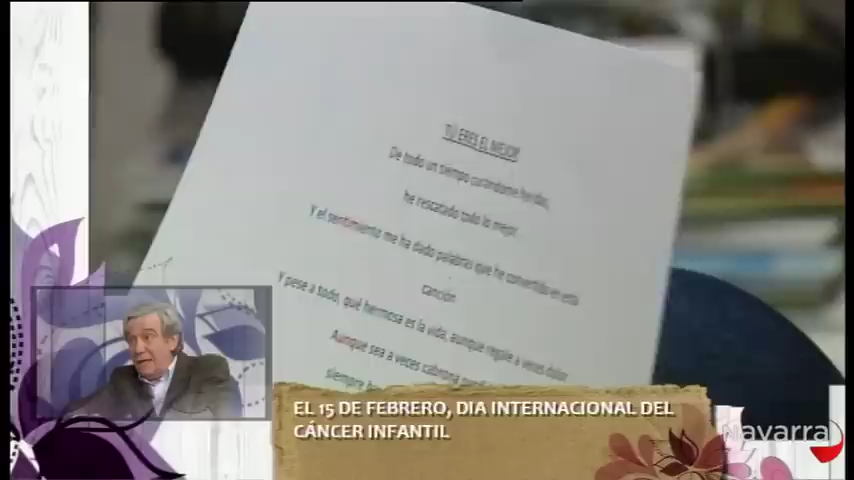 TÚ ERES EL MEJOR
De todo un tiempo curandome heridas,
he rescatado todo lo mejor.
Y el sentimiento me ha dado palabras que he convertido en esta
canción
Y pese a todo, qué hermosa es la vida, aunque regale a veces dolor
Aunque sea a veces cabrona
siempre
EL 15 DE FEBRERO, DIA INTERNACIONAL DEL
CÁNCER INFANTIL
Navarra